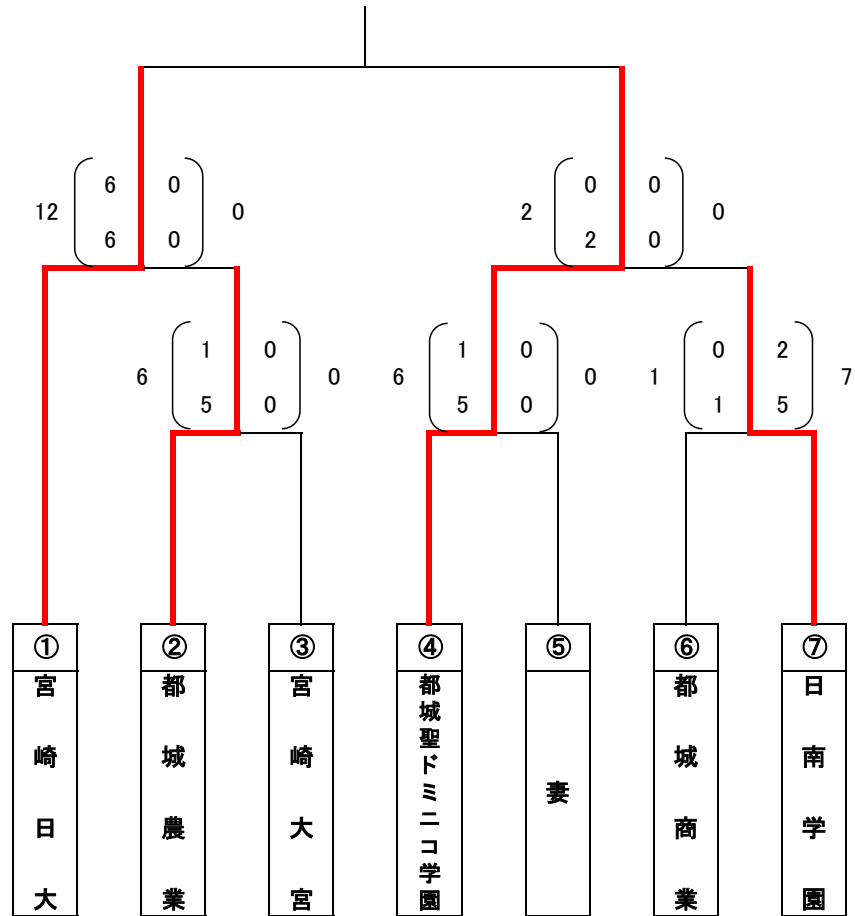 6 0 0 0
12 0 2 0
6 0 2 0
1 0 1 0 0 2
6 0 6 0 1 7
5 0 5 0 1 5
① ② ③ ④ ⑤ ⑥ ⑦
宮崎日大
都城農業
宮崎大宮
都城聖ドミニコ学園
妻
都城商業
日南学園